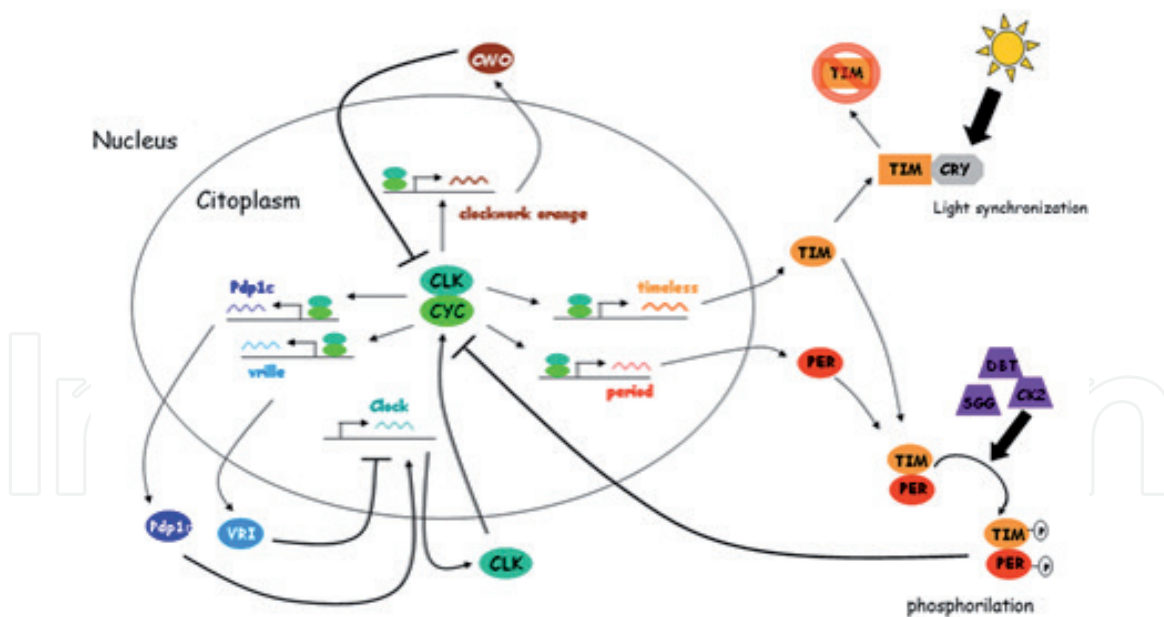 CWO
TIM
Nucleus
TIM CRY
Citoplasm
clockwork orange
Light synchronization
TIM
CLK
CYC
Pdp1ε
timeless
vrille
period
PER
DBT
SGG
CK2
Clock
TIM
PER
Pdp1ε
VRI
CLK
TIM P
PER P
phosphorilation